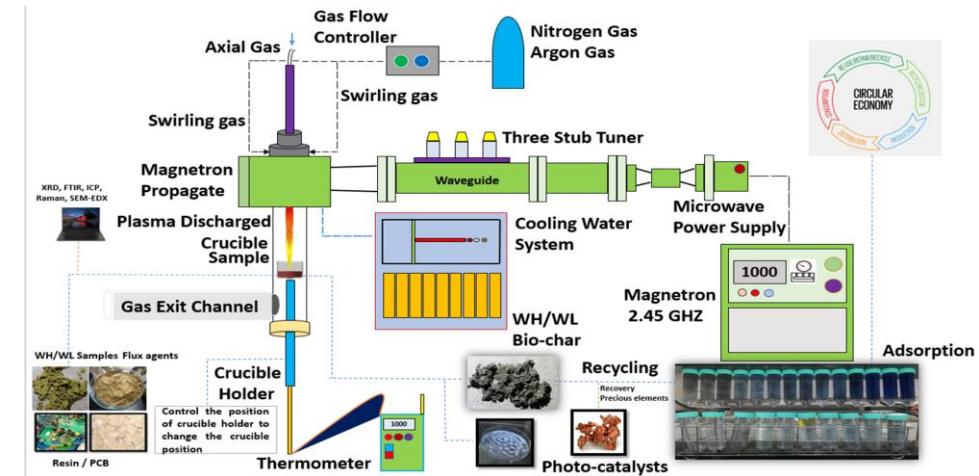 Gas Flow
Controller
Axial Gas
Nitrogen Gas
Argon Gas
Swirling gas
Swirling gas
Three Stub Tuner
Magnetron
Propagate
Waveguide
CIRCULAR
ECONOMY
PRODUCTION
DISTRIBUTION
XRD, FTIR, ICP,
Raman, SEM-EDX
Plasma Discharged
Crucible
Sample
Cooling Water
System
Microwave
Power Supply
1000
Magnetron
2.45 GHZ
Gas Exit Channel
WH/WL
Bio-char
Adsorption
WH/WL Samples Flux agents
Crucible
Holder
Recycling
Recovery
Precious elements
Control the position
of crucible holder to
change the crucible
position
1000
Resin / PCB
Thermometer
Photo-catalysts